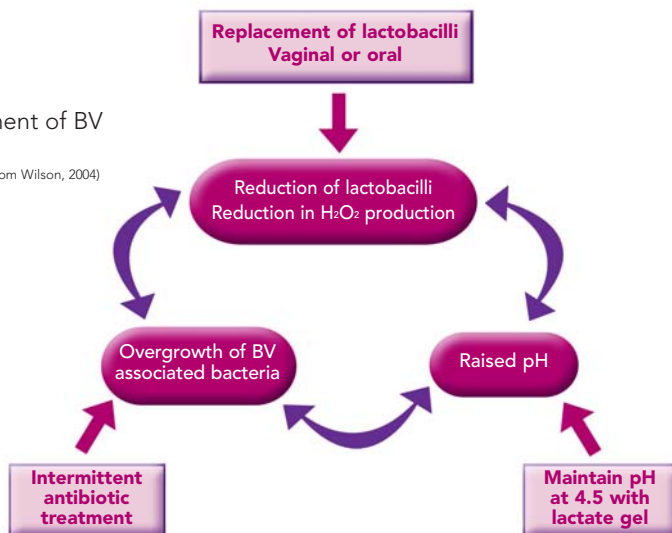 Replacement of lactobacilli
Vaginal or oral
ment of BV
om Wilson, 2004)
Reduction of lactobacilli
Reduction in H₂O₂ production
Overgrowth of BV
associated bacteria
Raised pH
Intermittent
antibiotic
treatment
Maintain pH
at 4.5 with
lactate gel